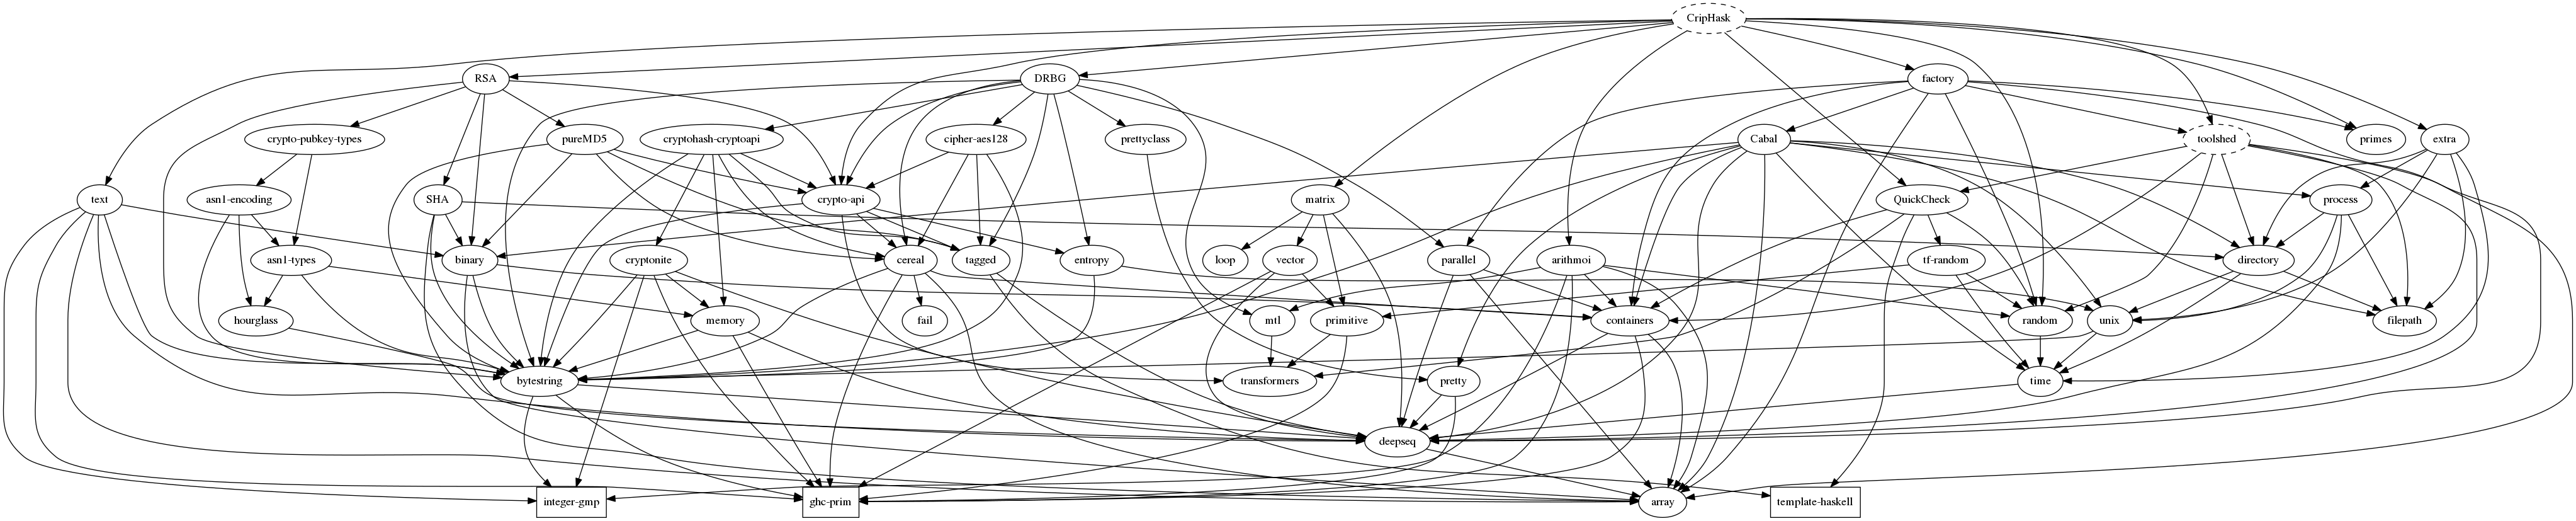 CripHask
RSA
DRBG
factory
crypto-pubkey-types
pureMD5
cryptohash-cryptoapi
cipher-aes128
prettyclass
Cabal
toolshed
primes
extra
text
asn1-encoding
SHA
crypto-api
matrix
QuickCheck
process
asn1-types
binary
cryptonite
cereal
tagged
entropy
loop
vector
parallel
arithmoi
tf-random
directory
hourglass
memory
fail
mtl
primitive
containers
random
unix
filepath
bytestring
transformers
pretty
time
deepseq
integer-gmp
ghc-prim
array
template-haskell